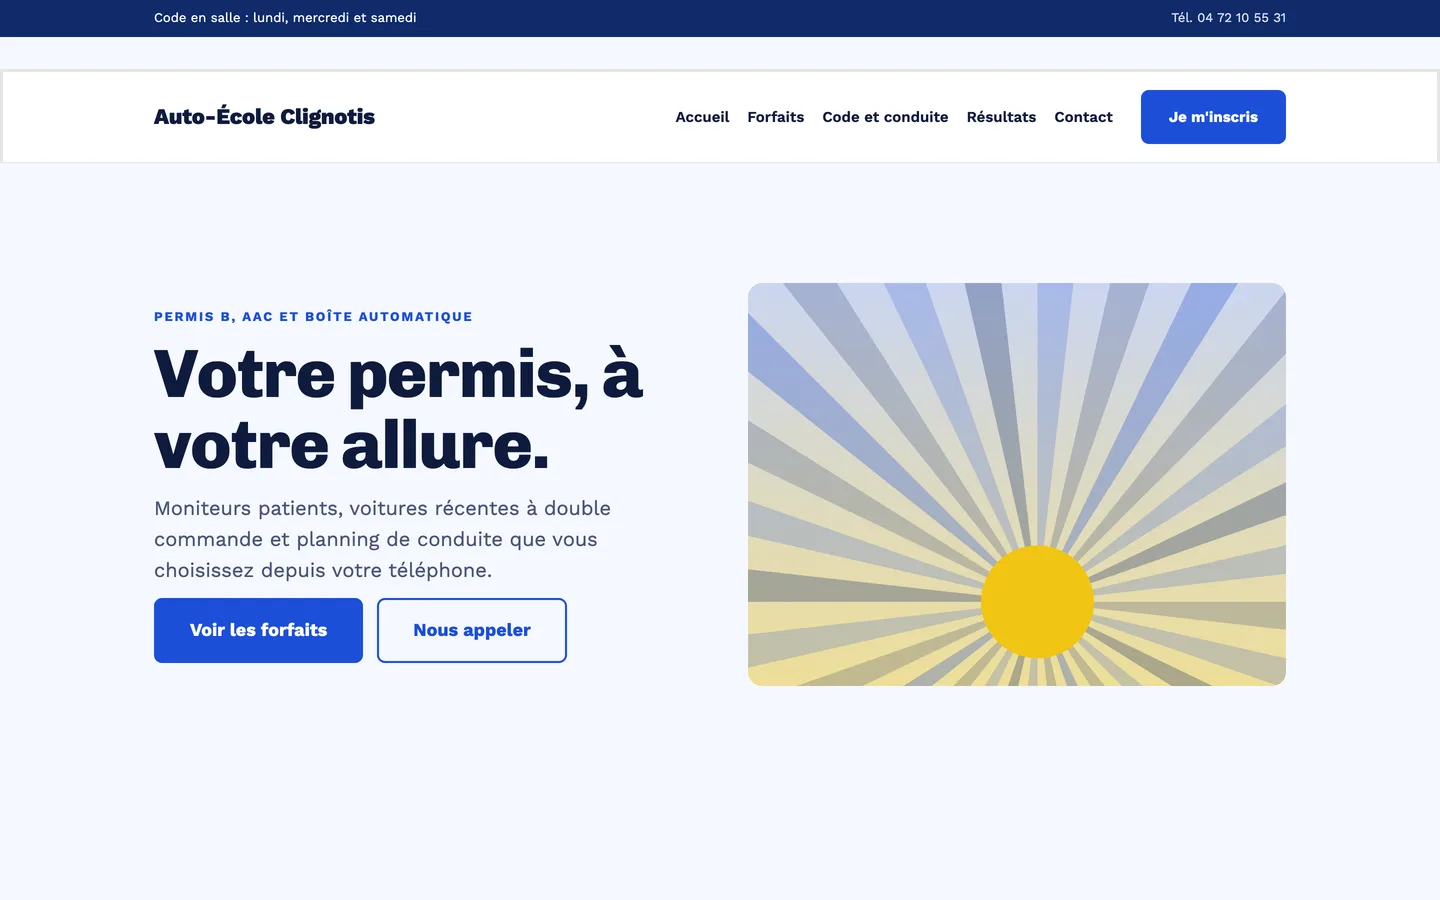 Code en salle : lundi, mercredi et samedi
Tél. 04 72 10 55 31
Auto-École Clignotis
Accueil
Forfaits
Code et conduite
Résultats
Contact
Je m'inscris
PERMIS B, AAC ET BOÎTE AUTOMATIQUE
Votre permis, à
votre allure.
Moniteurs patients, voitures récentes à double
commande et planning de conduite que vous
choisissez depuis votre téléphone.
Voir les forfaits
Nous appeler